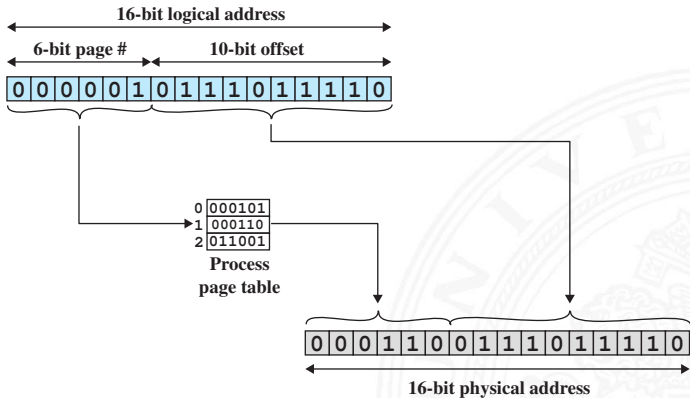 16-bit logical address
6-bit page # 10-bit offset
0 0 0 0 0 1 0 1 1 1 0 1 1 1 1 0
0 000101
1 000110
2 011001
Process
page table
0 0 0 1 1 0 0 1 1 1 0 1 1 1 1 0
16-bit physical address
NIVE